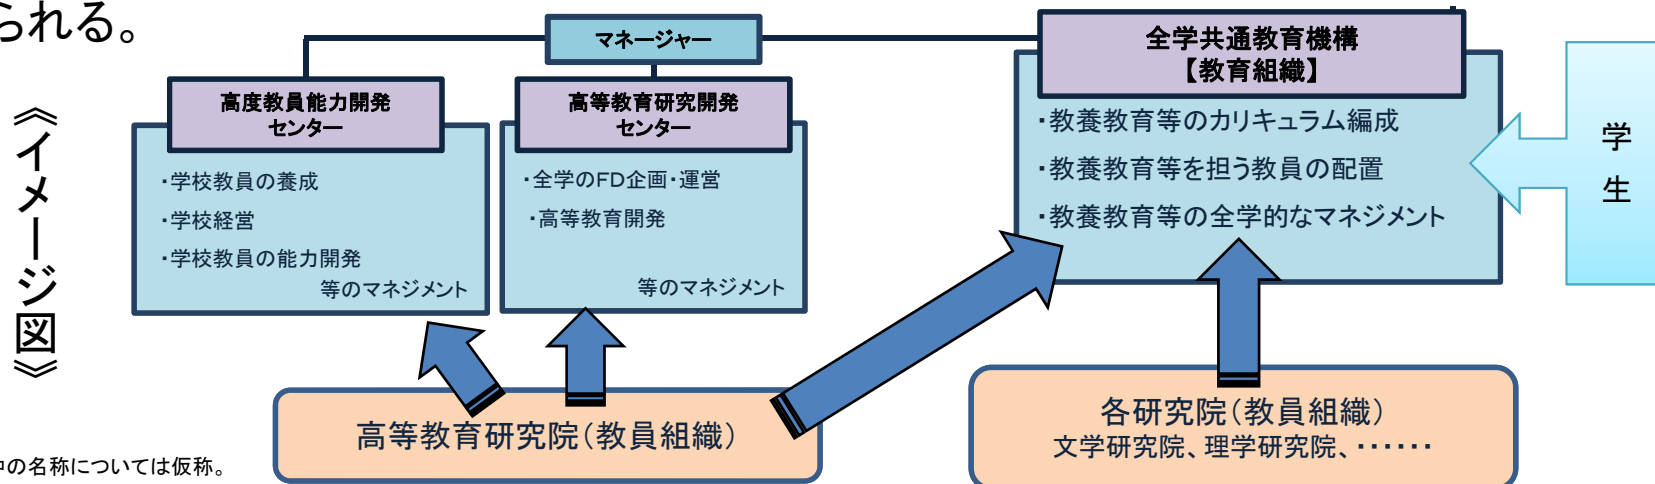 られる。
《イメージ図》
マネージャー
高度教員能力開発
センター
・学校教員の養成
・学校経営
・学校教員の能力開発
等のマネジメント
高等教育研究開発
センター
・全学のFD企画・運営
・高等教育開発
等のマネジメント
全学共通教育機構
【教育組織】
・教養教育等のカリキュラム編成
・教養教育等を担う教員の配置
・教養教育等の全学的なマネジメント
学生
高等教育研究院(教員組織)
各研究院(教員組織)
文学研究院、理学研究院、・・・・・・
中の名称については仮称。